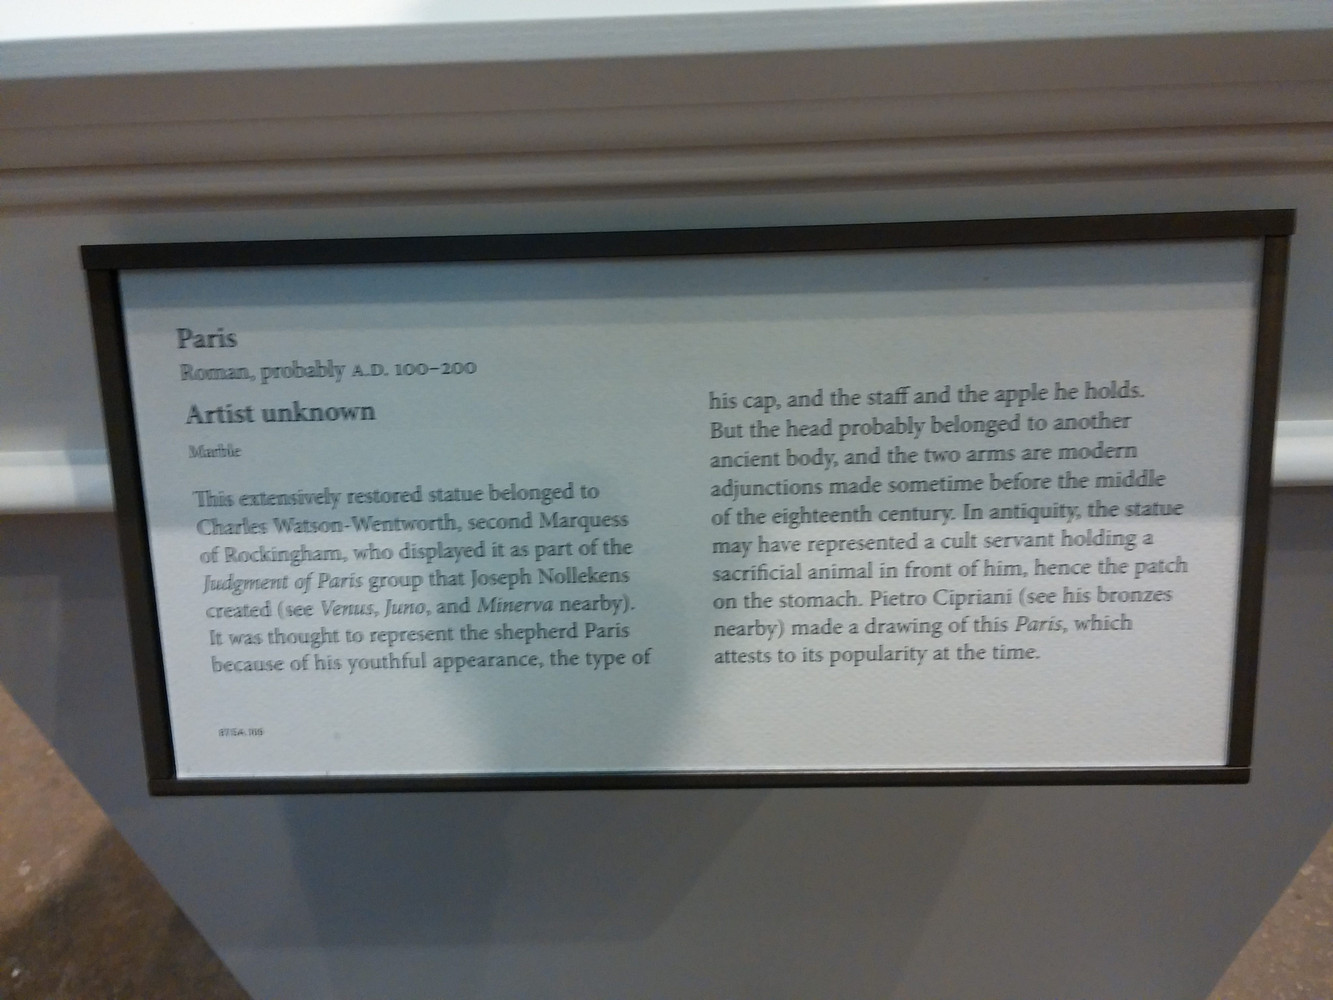 Paris
Roman, probably A.D. 100–200
Artist unknown
Marble
This extensively restored statue belonged to
Charles Watson-Wentworth, second Marquess
of Rockingham, who displayed it as part of the
Judgment of Paris group that Joseph Nollekens
created (see Venus, Juno, and Minerva nearby).
It was thought to represent the shepherd Paris
because of his youthful appearance, the type of
his cap, and the staff and the apple he holds.
But the head probably belonged to another
ancient body, and the two arms are modern
adjunctions made sometime before the middle
of the eighteenth century. In antiquity, the statue
may have represented a cult servant holding a
sacrificial animal in front of him, hence the patch
on the stomach. Pietro Cipriani (see his bronzes
nearby) made a drawing of this Paris, which
attests to its popularity at the time.